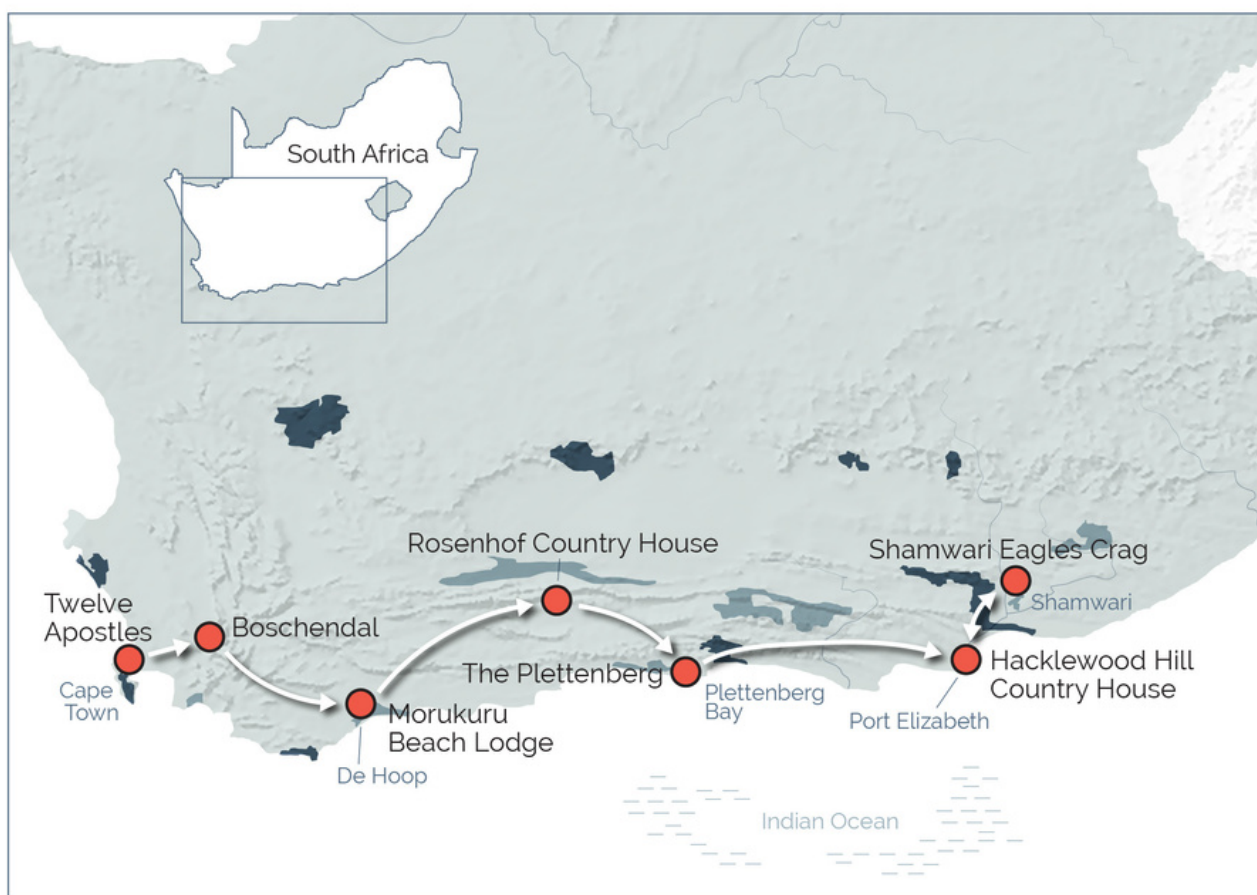 South Africa
Rosenhof Country House
Shamwari Eagles Crag
Shamwari
Twelve
Apostles
Boschendal
Cape
Town
The Plettenberg
Plettenberg
Bay
Hacklewood Hill
Country House
Port Elizabeth
Morukuru
Beach Lodge
De Hoop
Indian Ocean